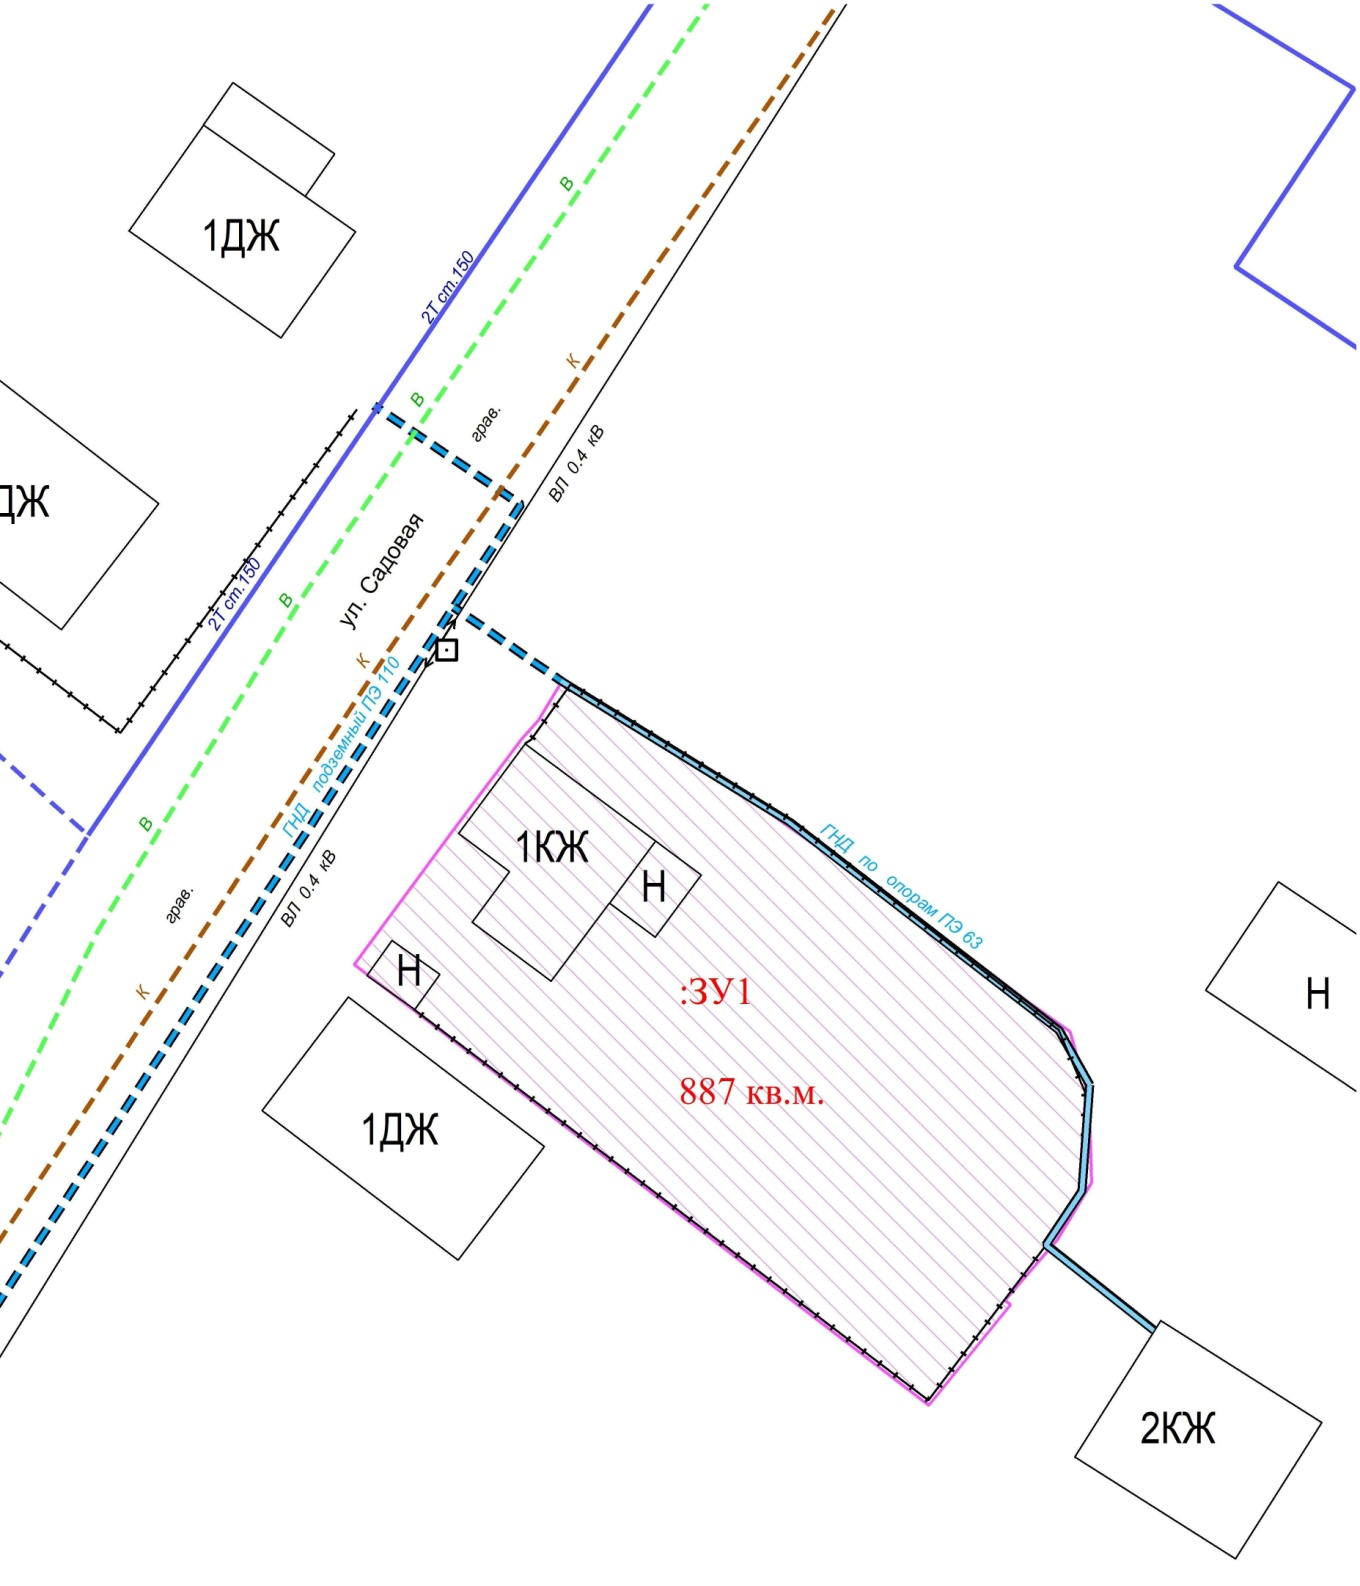 1ДЖ
В
2Т ст.150
К
В
грав.
ВЛ 0.4 кВ
ДЖ
ул. Садовая
2Т ст.150
В
К
ГНД подземный ПЭ 110
В
1КЖ
Н
ГНД по опорам ПЭ 63
ВЛ 0.4 кВ
грав.
Н
:ЗУ1
К
Н
887 кв.м.
1ДЖ
2КЖ